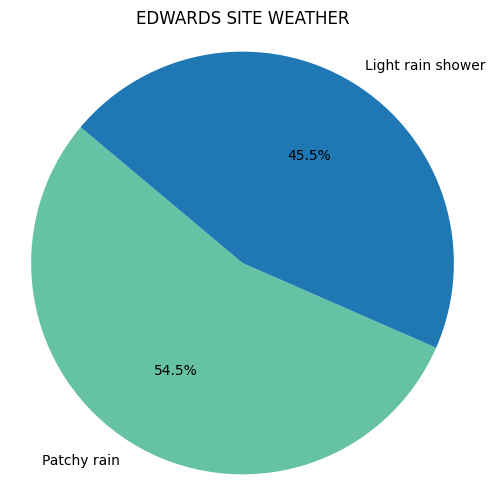 EDWARDS SITE WEATHER
Light rain shower
45.5%
54.5%
Patchy rain